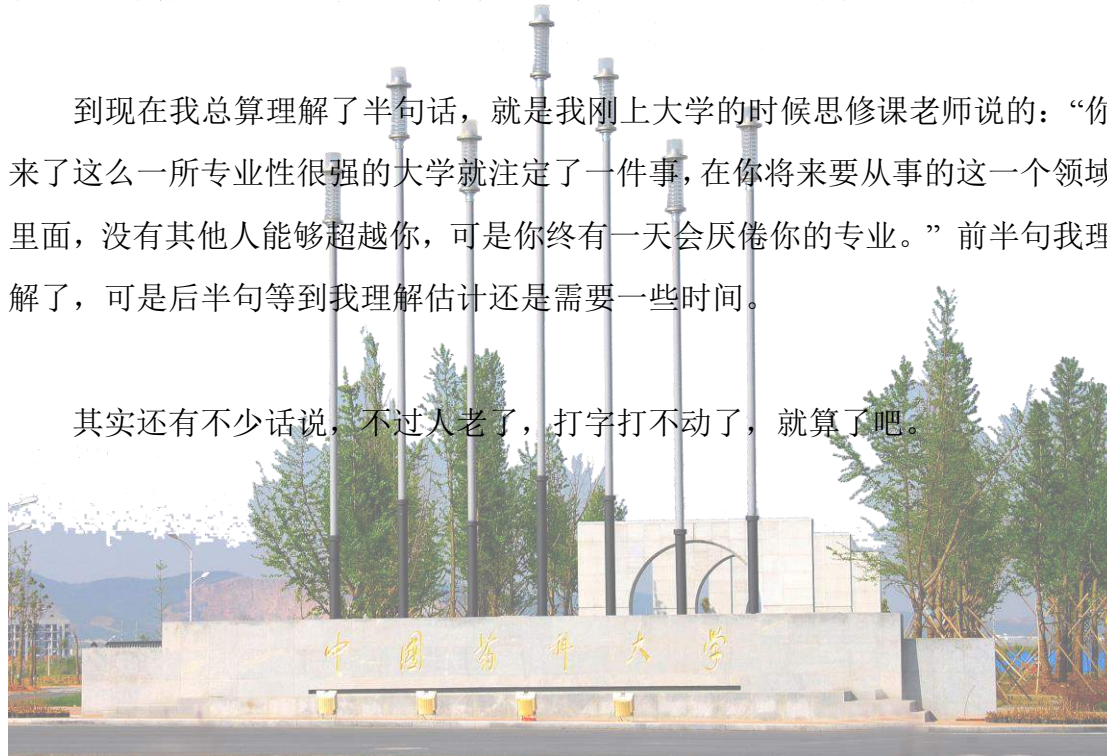 到现在我总算理解了半句话，就是我刚上大学的时候思修课老师说的：“你
来了这么一所专业性很强的大学就注定了一件事，在你将来要从事的这一个领域
里面，没有其他人能够超越你，可是你终有一天会厌倦你的专业。” 前半句我理
解了，可是后半句等到我理解估计还是需要一些时间。
其实还有不少话说，不过人老了，打字打不动了，就算了吧。
中國药科大学